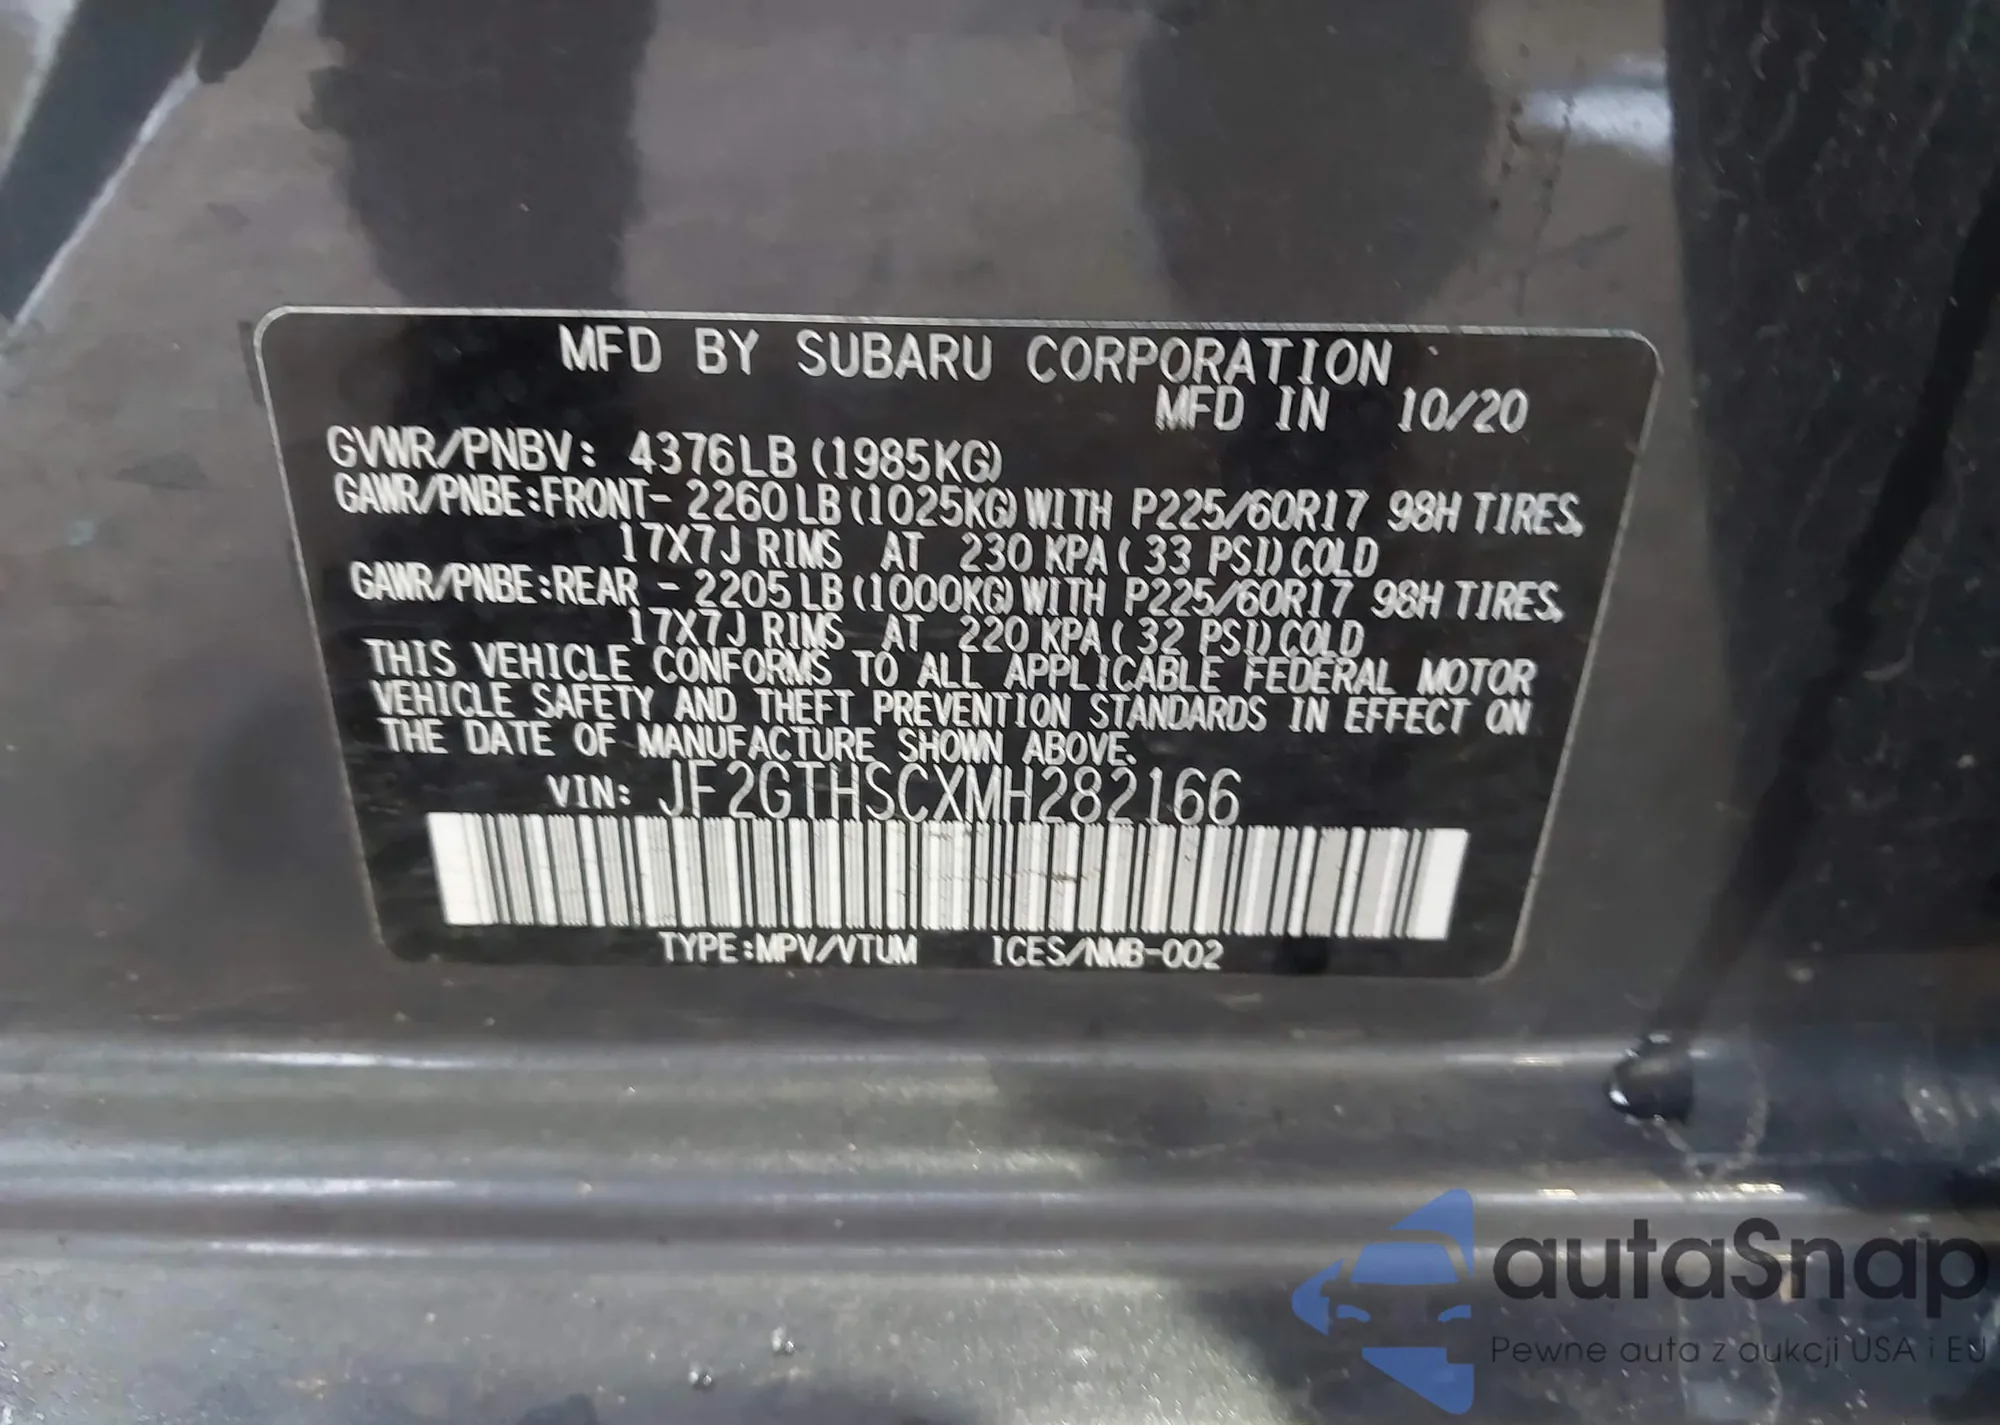 MFD BY SUBARU CORPORATION
MFD IN 10/20
GVWR/PNBV: 4376LB (1985KG)
GAWR/PNBE:FRONT- 2260LB (1025KG) WITH P225/60R17 98H TIRES,
17X7J RIMS AT 230 KPA ( 33 PSI) COLD
GAWR/PNBE:REAR - 2205LB (1000KG) WITH P225/60R17 98H TIRES,
17X7J RIMS AT 220 KPA ( 32 PSI) COLD
THIS VEHICLE CONFORMS TO ALL APPLICABLE FEDERAL MOTOR
VEHICLE SAFETY AND THEFT PREVENTION STANDARDS IN EFFECT ON
THE DATE OF MANUFACTURE SHOWN ABOVE.
VIN: JF2GTHSCXMH282166
TYPE:MPV/VTUM ICES/NMB-002
autaSnap
Pewne auta z aukcji USA i EU